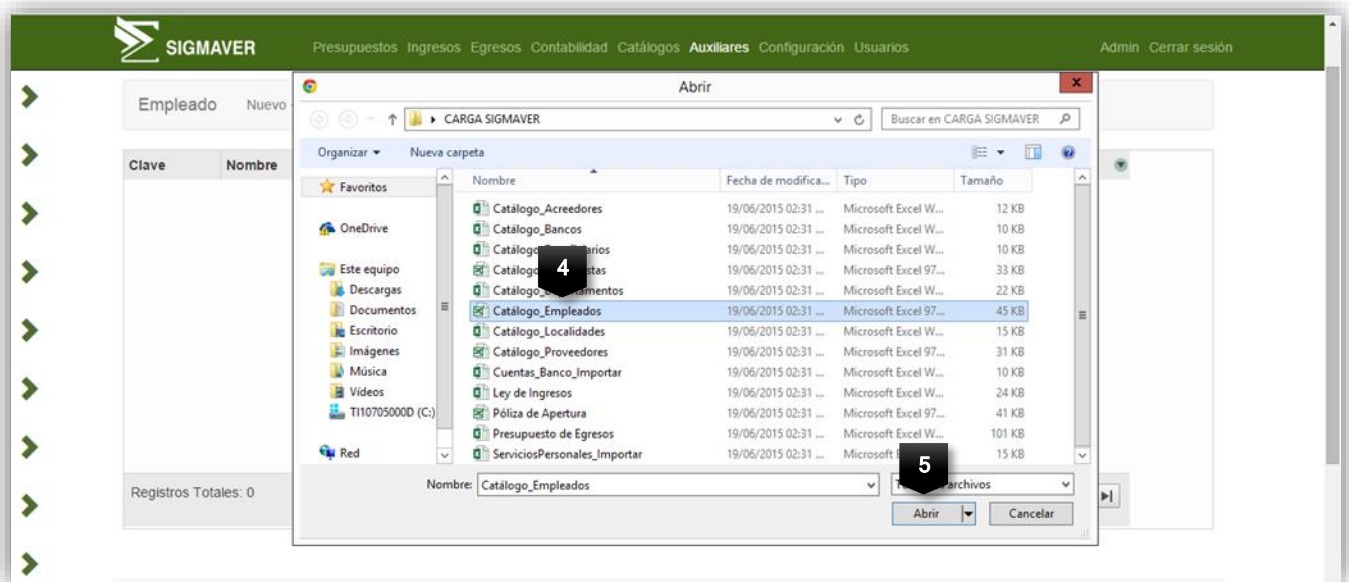 SIGMAVER Presupuestos Ingresos Egresos Contabilidad Catálogos Auxiliares Configuración Usuarios Admin Cerrar sesión
Abrir x
Empleado Nuevo
CARGA SIGMAVER Buscar en CARGA SIGMAVER
Organizar Nueva carpeta
Clave Nombre
Favoritos
OneDrive
Este equipo
Descargas
Documentos
Escritorio
Imágenes
Música
Vídeos
TI10705000D (C:)
Red
Nombre Fecha de modifica... Tipo Tamaño
Catálogo_Acreedores 19/06/2015 02:31 ... Microsoft Excel W... 12 KB
Catálogo_Bancos 19/06/2015 02:31 ... Microsoft Excel W... 10 KB
19/06/2015 02:31 ... Microsoft Excel W... 10 KB
19/06/2015 02:31 ... Microsoft Excel 97... 33 KB
4
19/06/2015 02:31 ... Microsoft Excel W... 22 KB
Catálogo_Empleados 19/06/2015 02:31 ... Microsoft Excel 97... 45 KB
Catálogo_Localidades 19/06/2015 02:31 ... Microsoft Excel W... 15 KB
Catálogo_Proveedores 19/06/2015 02:31 ... Microsoft Excel 97... 31 KB
Cuentas_Banco_Importar 19/06/2015 02:31 ... Microsoft Excel W... 10 KB
Ley de Ingresos 19/06/2015 02:31 ... Microsoft Excel W... 24 KB
Póliza de Apertura 19/06/2015 02:31 ... Microsoft Excel 97... 41 KB
Presupuesto de Egresos 19/06/2015 02:31 ... Microsoft Excel W... 101 KB
ServiciosPersonales_Importar 19/06/2015 02:31 ... Microsoft 15 KB
5
Nombre: Catálogo_Empleados archivos
Registros Totales: 0
Abrir Cancelar